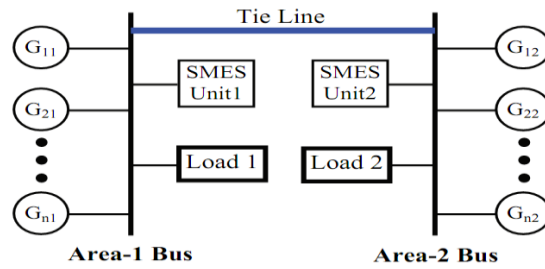 Tie Line
G11
SMES
Unit1
SMES
Unit2
G12
G21
G22
Load 1
Load 2
Gn1
Gn2
Area-1 Bus
Area-2 Bus